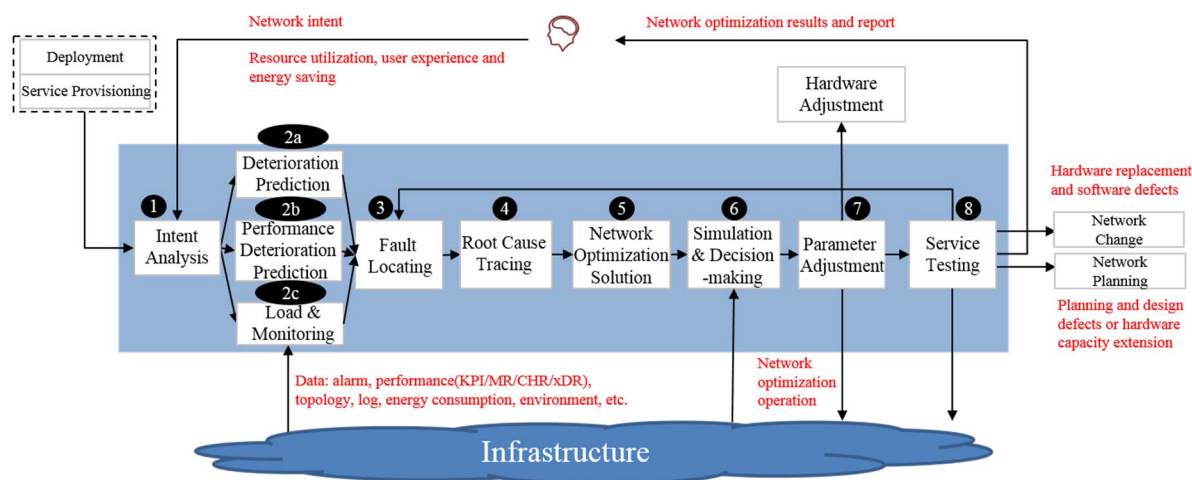 Network intent
Network optimization results and report
Deployment
Service Provisioning
Resource utilization, user experience and
energy saving
Hardware
Adjustment
2a
Deterioration
Prediction
Hardware replacement
and software defects
1
Intent
Analysis
2b
Performance
Deterioration
Prediction
2c
Load &
Monitoring
3
Fault
Locating
4
Root Cause
Tracing
5
Network
Optimization
Solution
6
Simulation
& Decision
-making
7
Parameter
Adjustment
8
Service
Testing
Network
Change
Network
Planning
Planning and design
defects or hardware
capacity extension
Data: alarm, performance(KPI/MR/CHR/xDR),
topology, log, energy consumption, environment, etc.
Network
optimization
operation
Infrastructure